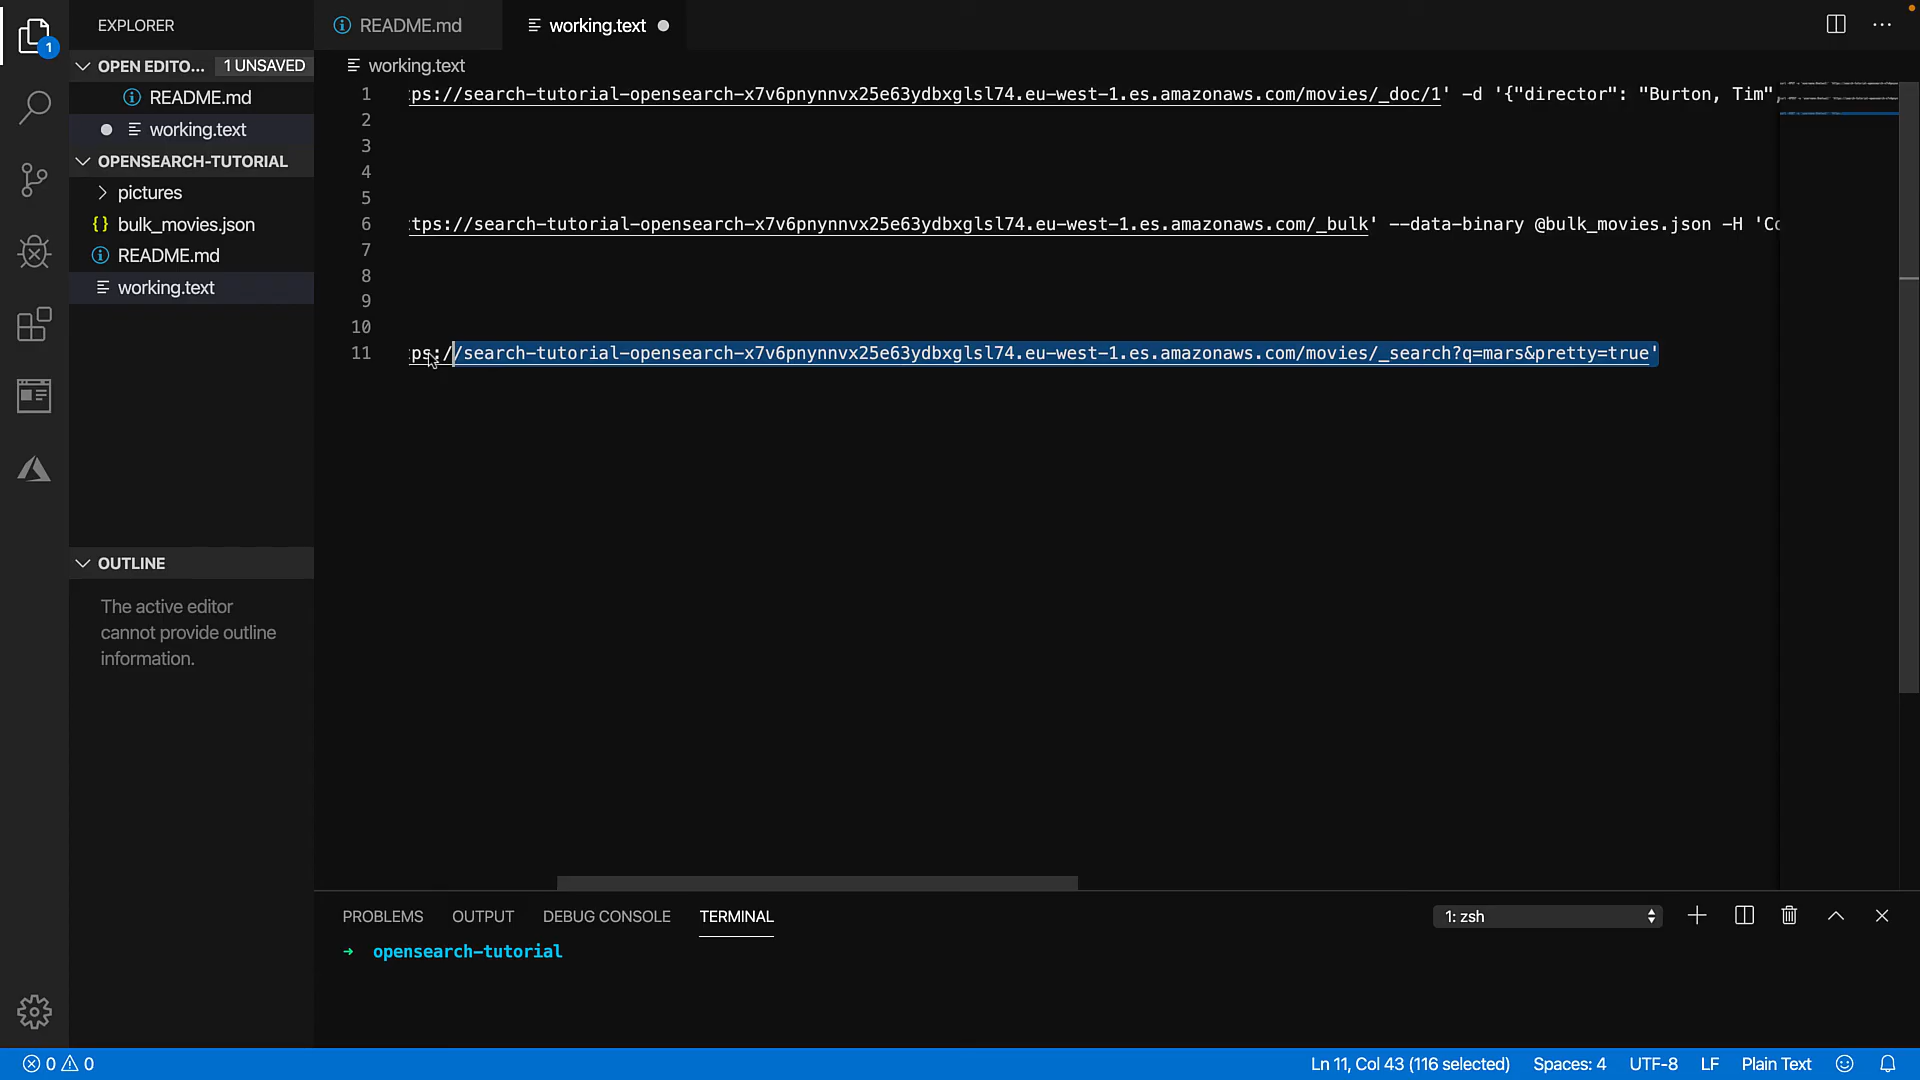 EXPLORER
OPEN EDITO... 1 UNSAVED
README.md
working.text
OPENSEARCH-TUTORIAL
pictures
{} bulk_movies.json
README.md
working.text
OUTLINE
The active editor
cannot provide outline
information.
1
README.md
working.text
working.text
1 ps://search-tutorial-opensearch-x7v6pnynnvx25e63ydbxglsl74.eu-west-1.es.amazonaws.com/movies/_doc/1' -d '{"director": "Burton, Tim",
2
3
4
5
6 tps://search-tutorial-opensearch-x7v6pnynnvx25e63ydbxglsl74.eu-west-1.es.amazonaws.com/_bulk' --data-binary @bulk_movies.json -H 'Co
7
8
9
10
11 ps://search-tutorial-opensearch-x7v6pnynnvx25e63ydbxglsl74.eu-west-1.es.amazonaws.com/movies/_search?q=mars&pretty=true'
PROBLEMS OUTPUT DEBUG CONSOLE TERMINAL 1: zsh
➜ opensearch-tutorial
0 0 Ln 11, Col 43 (116 selected) Spaces: 4 UTF-8 LF Plain Text